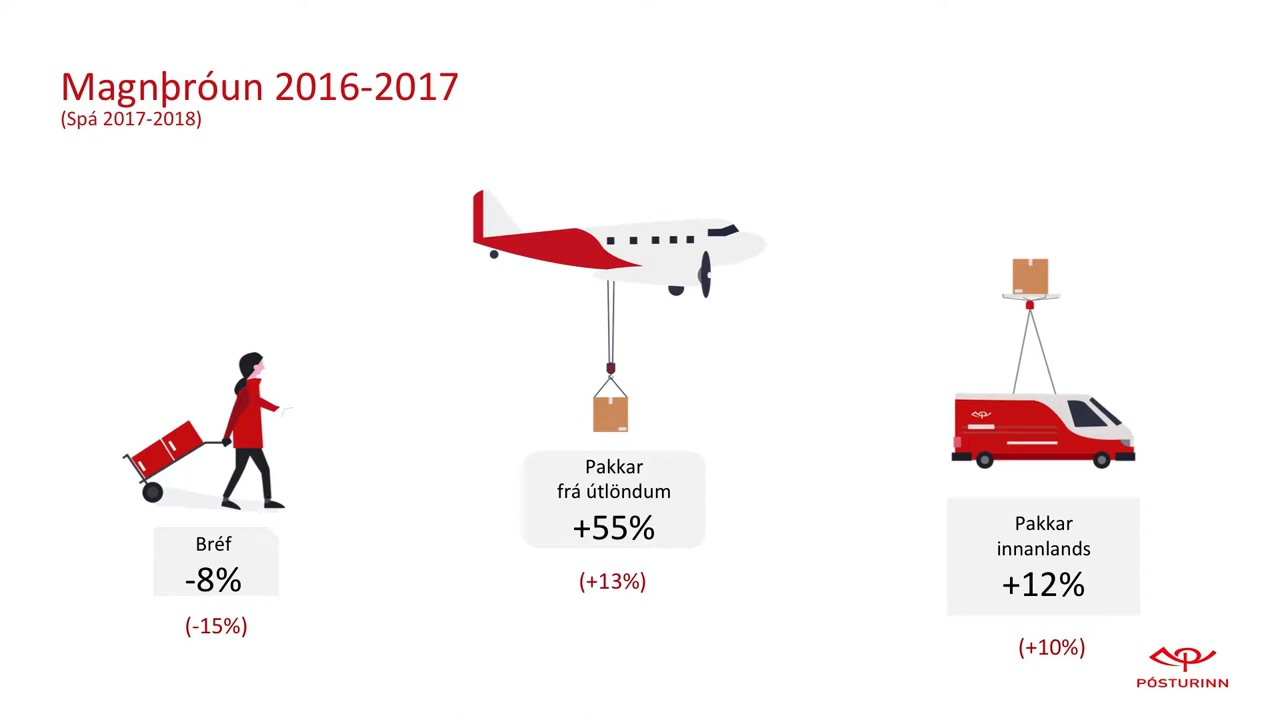 Magnþróun 2016-2017
(Spá 2017-2018)
Bréf
-8%
(-15%)
Pakkar
frá útlöndum
+55%
(+13%)
Pakkar
innanlands
+12%
(+10%)
PÓSTURINN